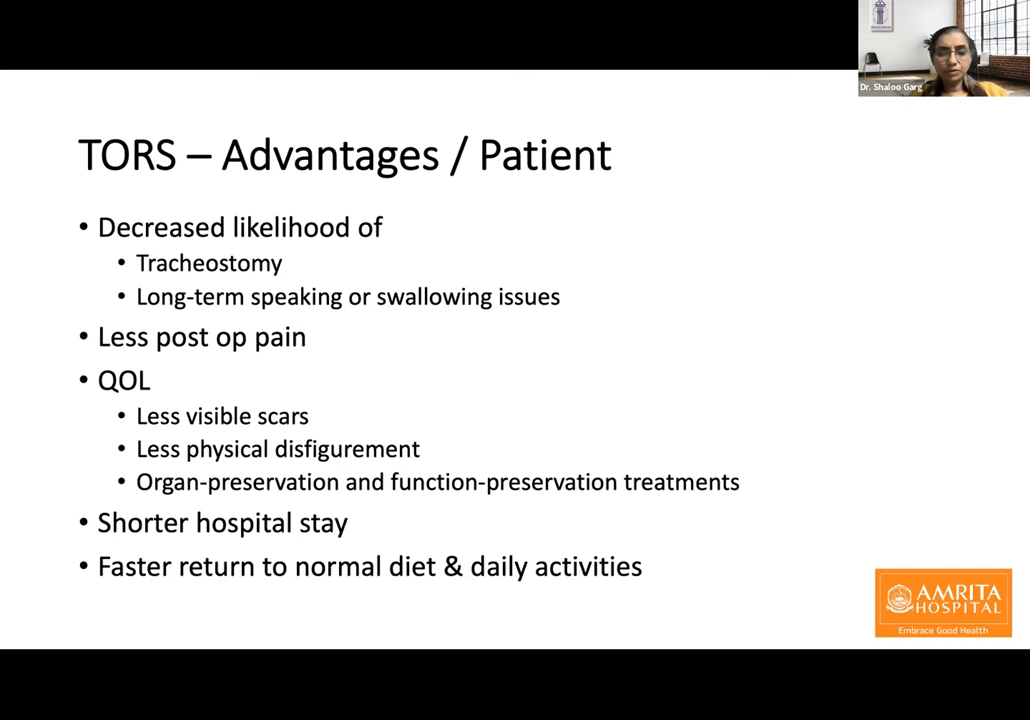 Dr. Shaloo Garg
TORS – Advantages / Patient
• Decreased likelihood of
• Tracheostomy
• Long-term speaking or swallowing issues
• Less post op pain
• QOL
• Less visible scars
• Less physical disfigurement
• Organ-preservation and function-preservation treatments
• Shorter hospital stay
• Faster return to normal diet & daily activities
AMRITA
HOSPITAL
Embrace Good Health